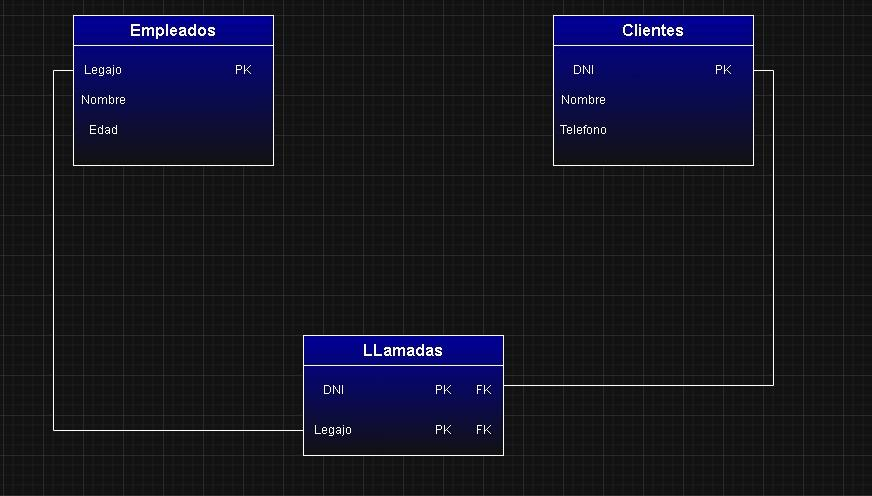 Empleados
Legajo PK
Nombre
Edad
Clientes
DNI PK
Nombre
Telefono
LLamadas
DNI PK FK
Legajo PK FK